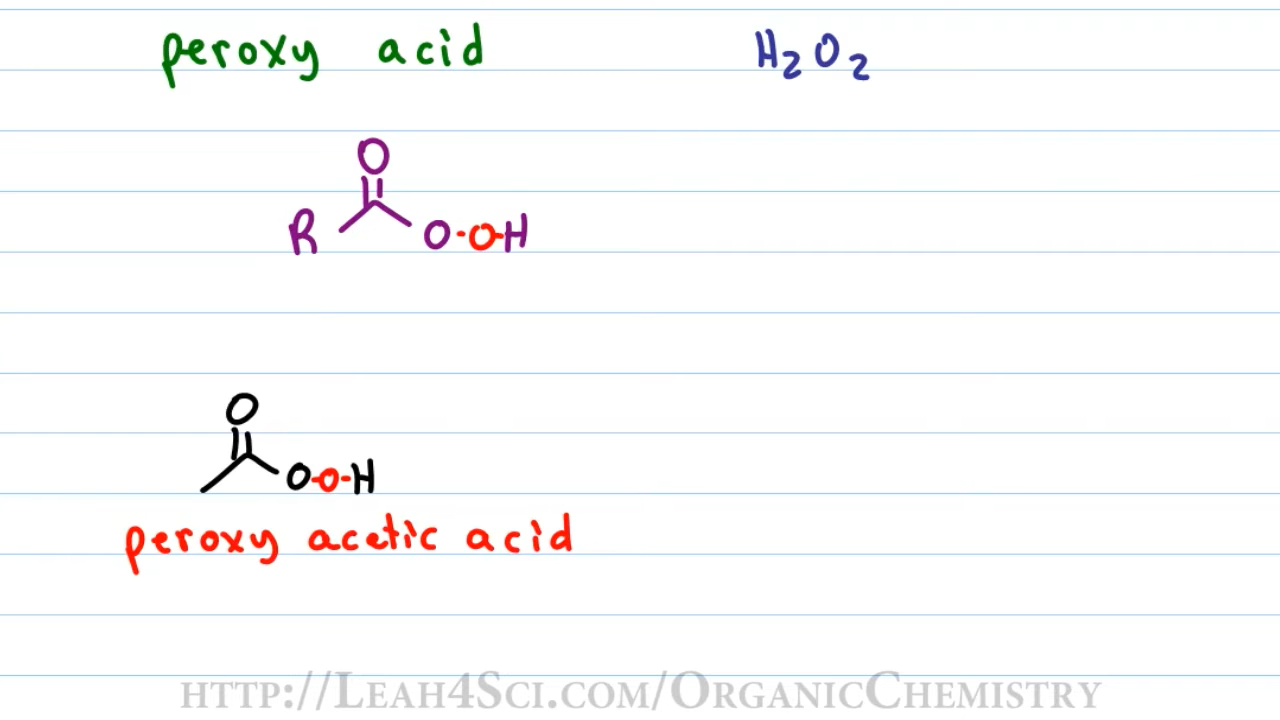 peroxy acid H₂O₂
O
R O-O-H
O
O-O-H
peroxy acetic acid
HTTP://LEAH4SCI.COM/ORGANICCHEMISTRY